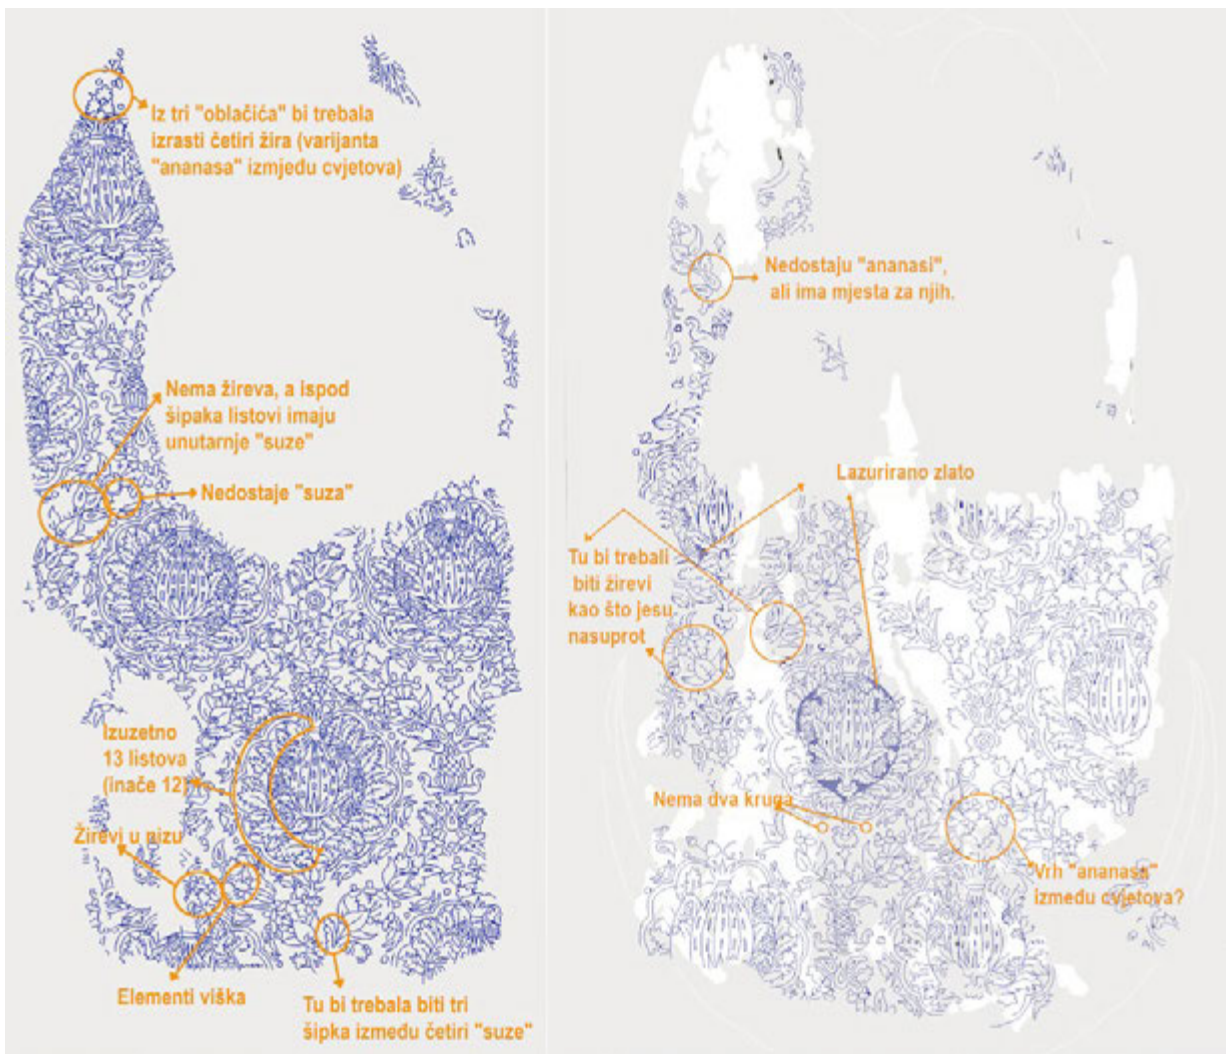 Iz tri "oblačića" bi trebala
izrasti četiri žira (varijanta
"ananasa" izmjeđu cvjetova)
Nema žireva, a ispod
šipaka listovi imaju
unutarnje "suze"
Nedostaje "suza"
Izuzetno
13 listova
(inače 12)
Žirevi u nizu
Elementi viška
Tu bi trebala biti tri
šipka između četiri "suze"
Nedostaju "ananasi",
ali ima mjesta za njih.
Lazurirano zlato
Tu bi trebali
biti žirevi
kao što jesu
nasuprot
Nema dva kruga
Vrh "ananasa"
između cvjetova?